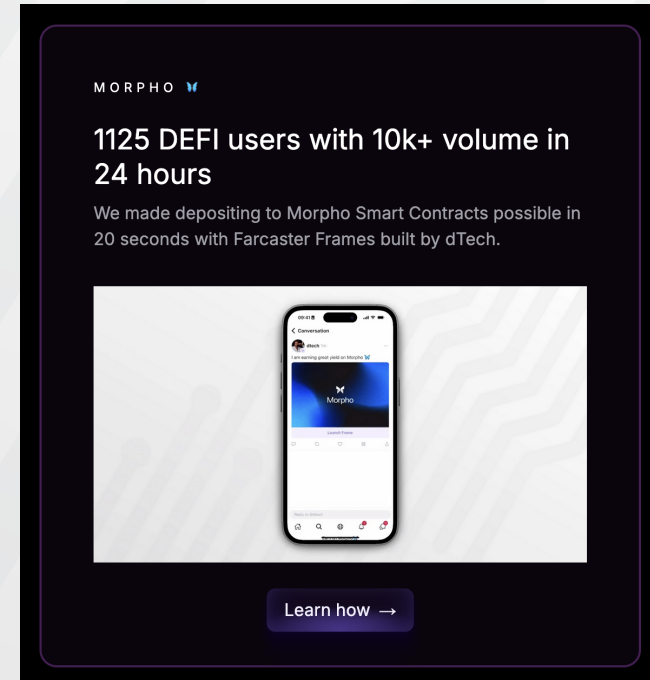 MORPHO 🦋
1125 DEFI users with 10k+ volume in
24 hours
We made depositing to Morpho Smart Contracts possible in
20 seconds with Farcaster Frames built by dTech.
09:41
Conversation
dtech
I am earning great yield on Morpho 🦋
Morpho
Launch Frame
Learn how →